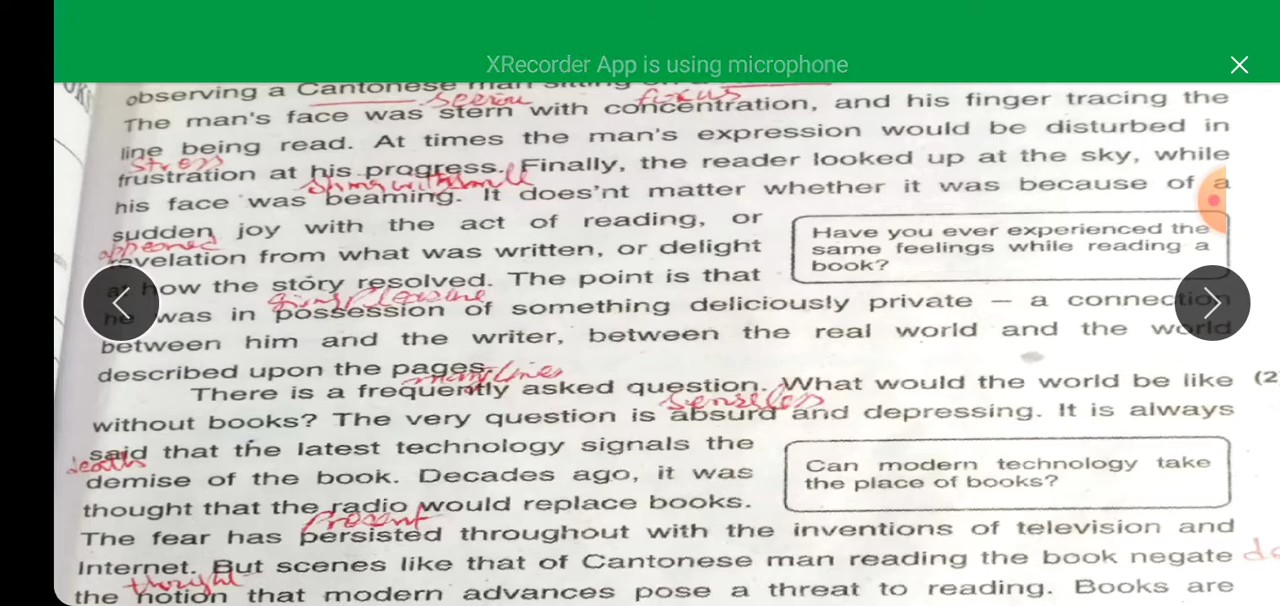 XRecorder App is using microphone
observing a Cantonese man sitting on a
The man's face was stern with concentration, and his finger tracing the
line being read. At times the man's expression would be disturbed in
stress
frustration at his progress. Finally, the reader looked up at the sky, while
his face was beaming. It does'nt matter whether it was because of a
sudden joy with the act of reading, or
revelation from what was written, or delight
how the story resolved. The point is that
he was in possession of something deliciously private – a connection
between him and the writer, between the real world and the world
described upon the pages.
Have you ever experienced the
same feelings while reading a
book?
many times
There is a frequently asked question. What would the world be like (2
senseless
without books? The very question is absurd and depressing. It is always
said that the latest technology signals the
death
demise of the book. Decades ago, it was
thought that the radio would replace books.
Can modern technology take
the place of books?
The fear has persisted throughout with the inventions of television and
Internet. But scenes like that of Cantonese man reading the book negate
thought
the notion that modern advances pose a threat to reading. Books are
focus